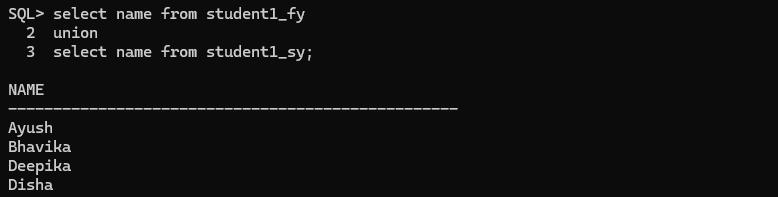 SQL> select name from student1_fy
2 union
3 select name from student1_sy;
NAME
--------------------------------------------------
Ayush
Bhavika
Deepika
Disha